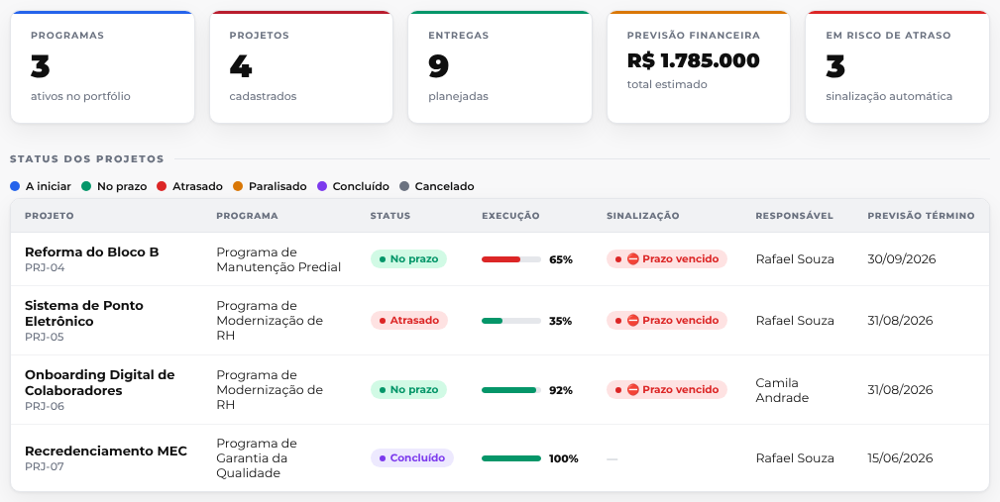 PROGRAMAS
3
ativos no portfólio
PROJETOS
4
cadastrados
ENTREGAS
9
planejadas
PREVISÃO FINANCEIRA
R$ 1.785.000
total estimado
EM RISCO DE ATRASO
3
sinalização automática
STATUS DOS PROJETOS
A iniciar No prazo Atrasado Paralisado Concluído Cancelado
PROJETO PROGRAMA STATUS EXECUÇÃO SINALIZAÇÃO RESPONSÁVEL PREVISÃO TÉRMINO
Reforma do Bloco B
PRJ-04
Programa de
Manutenção Predial
No prazo
65%
Prazo vencido
Rafael Souza
30/09/2026
Sistema de Ponto
Eletrônico
PRJ-05
Programa de
Modernização de
RH
Atrasado
35%
Prazo vencido
Rafael Souza
31/08/2026
Onboarding Digital de
Colaboradores
PRJ-06
Programa de
Modernização de
RH
No prazo
92%
Prazo vencido
Camila
Andrade
31/08/2026
Recredenciamento MEC
PRJ-07
Programa de
Garantia da
Qualidade
Concluído
100%
—
Rafael Souza
15/06/2026